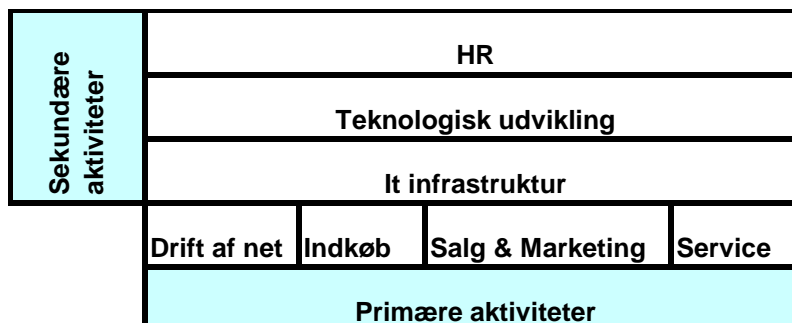 Sekundære
aktiviteter
HR
Teknologisk udvikling
It infrastruktur
Drift af net Indkøb Salg & Marketing Service
Primære aktiviteter